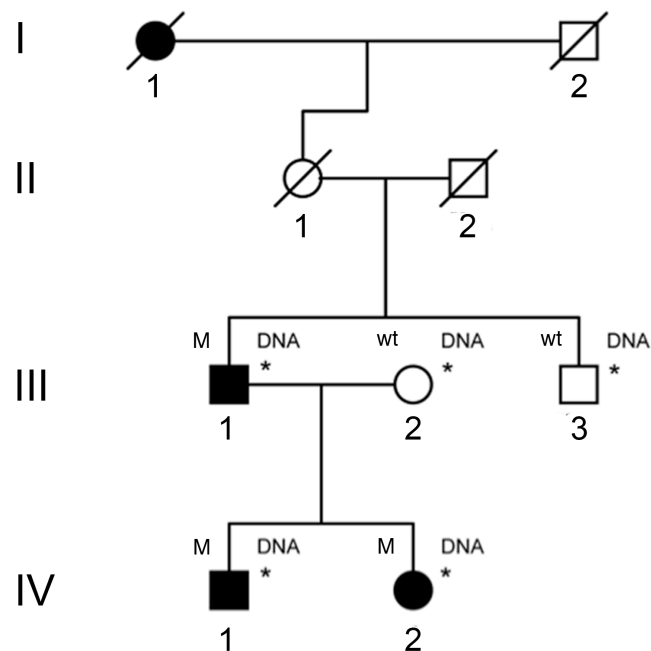 I
1 2
II
1 2
M DNA wt DNA wt DNA
* * *
III
1 2 3
M DNA M DNA
* *
IV
1 2